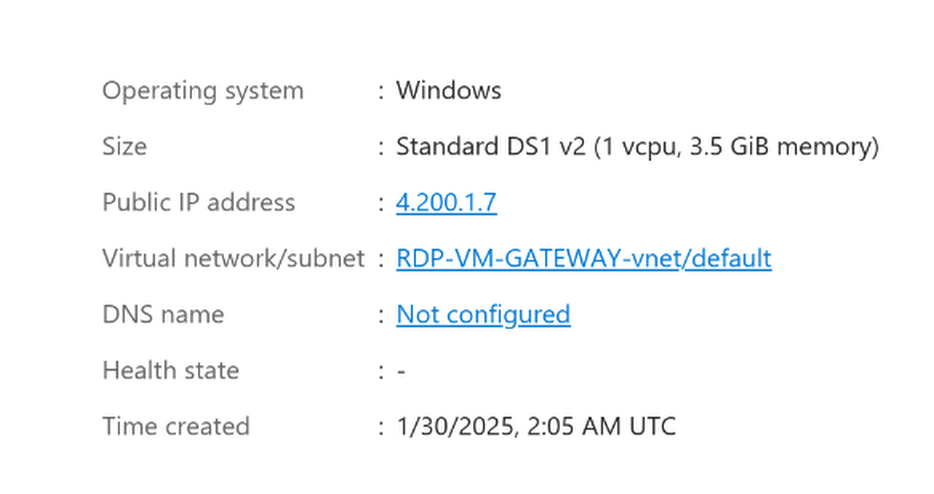 Operating system : Windows
Size : Standard DS1 v2 (1 vcpu, 3.5 GiB memory)
Public IP address : 4.200.1.7
Virtual network/subnet : RDP-VM-GATEWAY-vnet/default
DNS name : Not configured
Health state : -
Time created : 1/30/2025, 2:05 AM UTC